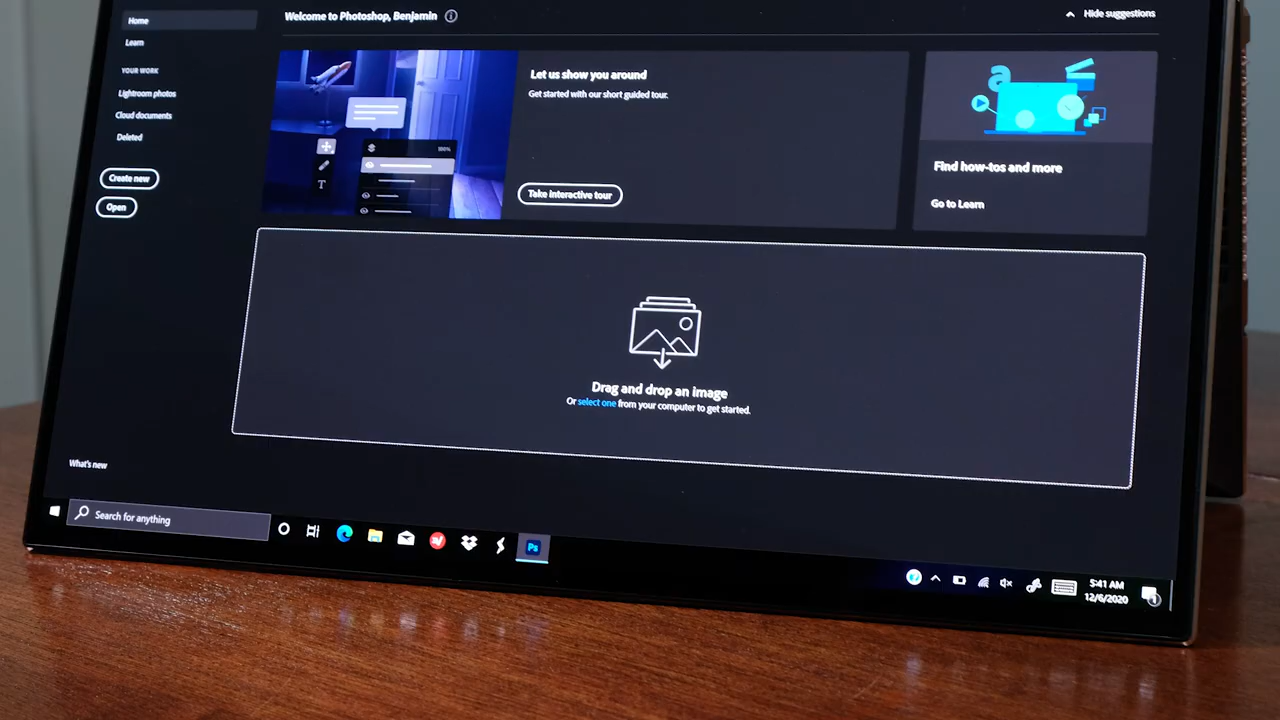 Home
Learn
YOUR WORK
Lightroom photos
Cloud documents
Deleted
Create new
Open
What's new
Welcome to Photoshop, Benjamin
Hide suggestions
100%
T
Let us show you around
Get started with our short guided tour.
Take interactive tour
a
Find how-tos and more
Go to Learn
Drag and drop an image
Or select one from your computer to get started.
Search for anything
Ps
5:41 AM
12/6/2020
1